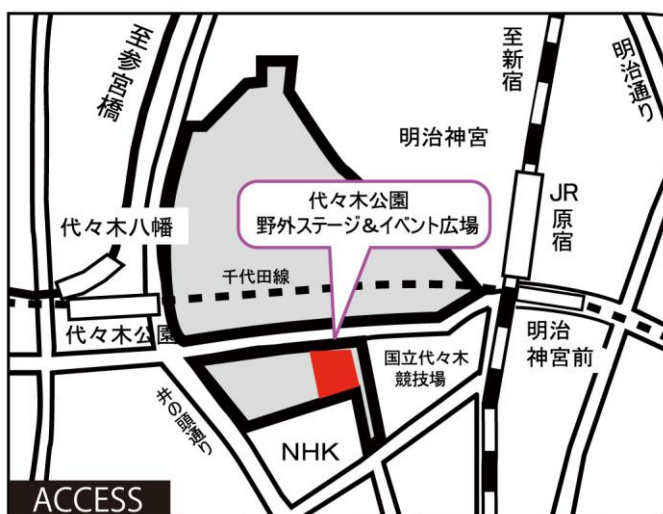 至参宮橋
至新宿
明治通り
明治神宮
代々木公園
野外ステージ&イベント広場
JR
原宿
代々木八幡
千代田線
代々木公園
国立代々木
競技場
明治
神宮前
井の頭通り
NHK
ACCESS